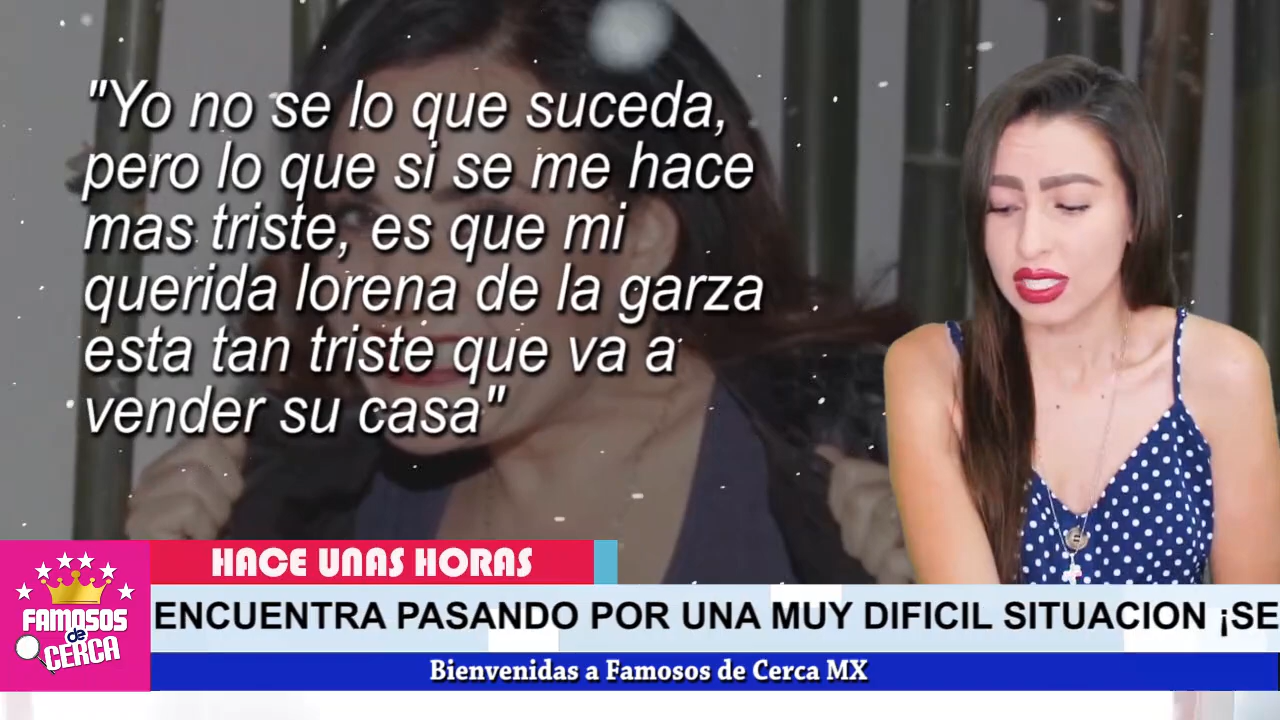 "Yo no se lo que suceda,
pero lo que si se me hace
mas triste, es que mi
querida lorena de la garza
esta tan triste que va a
vender su casa"
HACE UNAS HORAS
FAMOSOS
de
CERCA
ENCUENTRA PASANDO POR UNA MUY DIFICIL SITUACION ¡SE
Bienvenidas a Famosos de Cerca MX